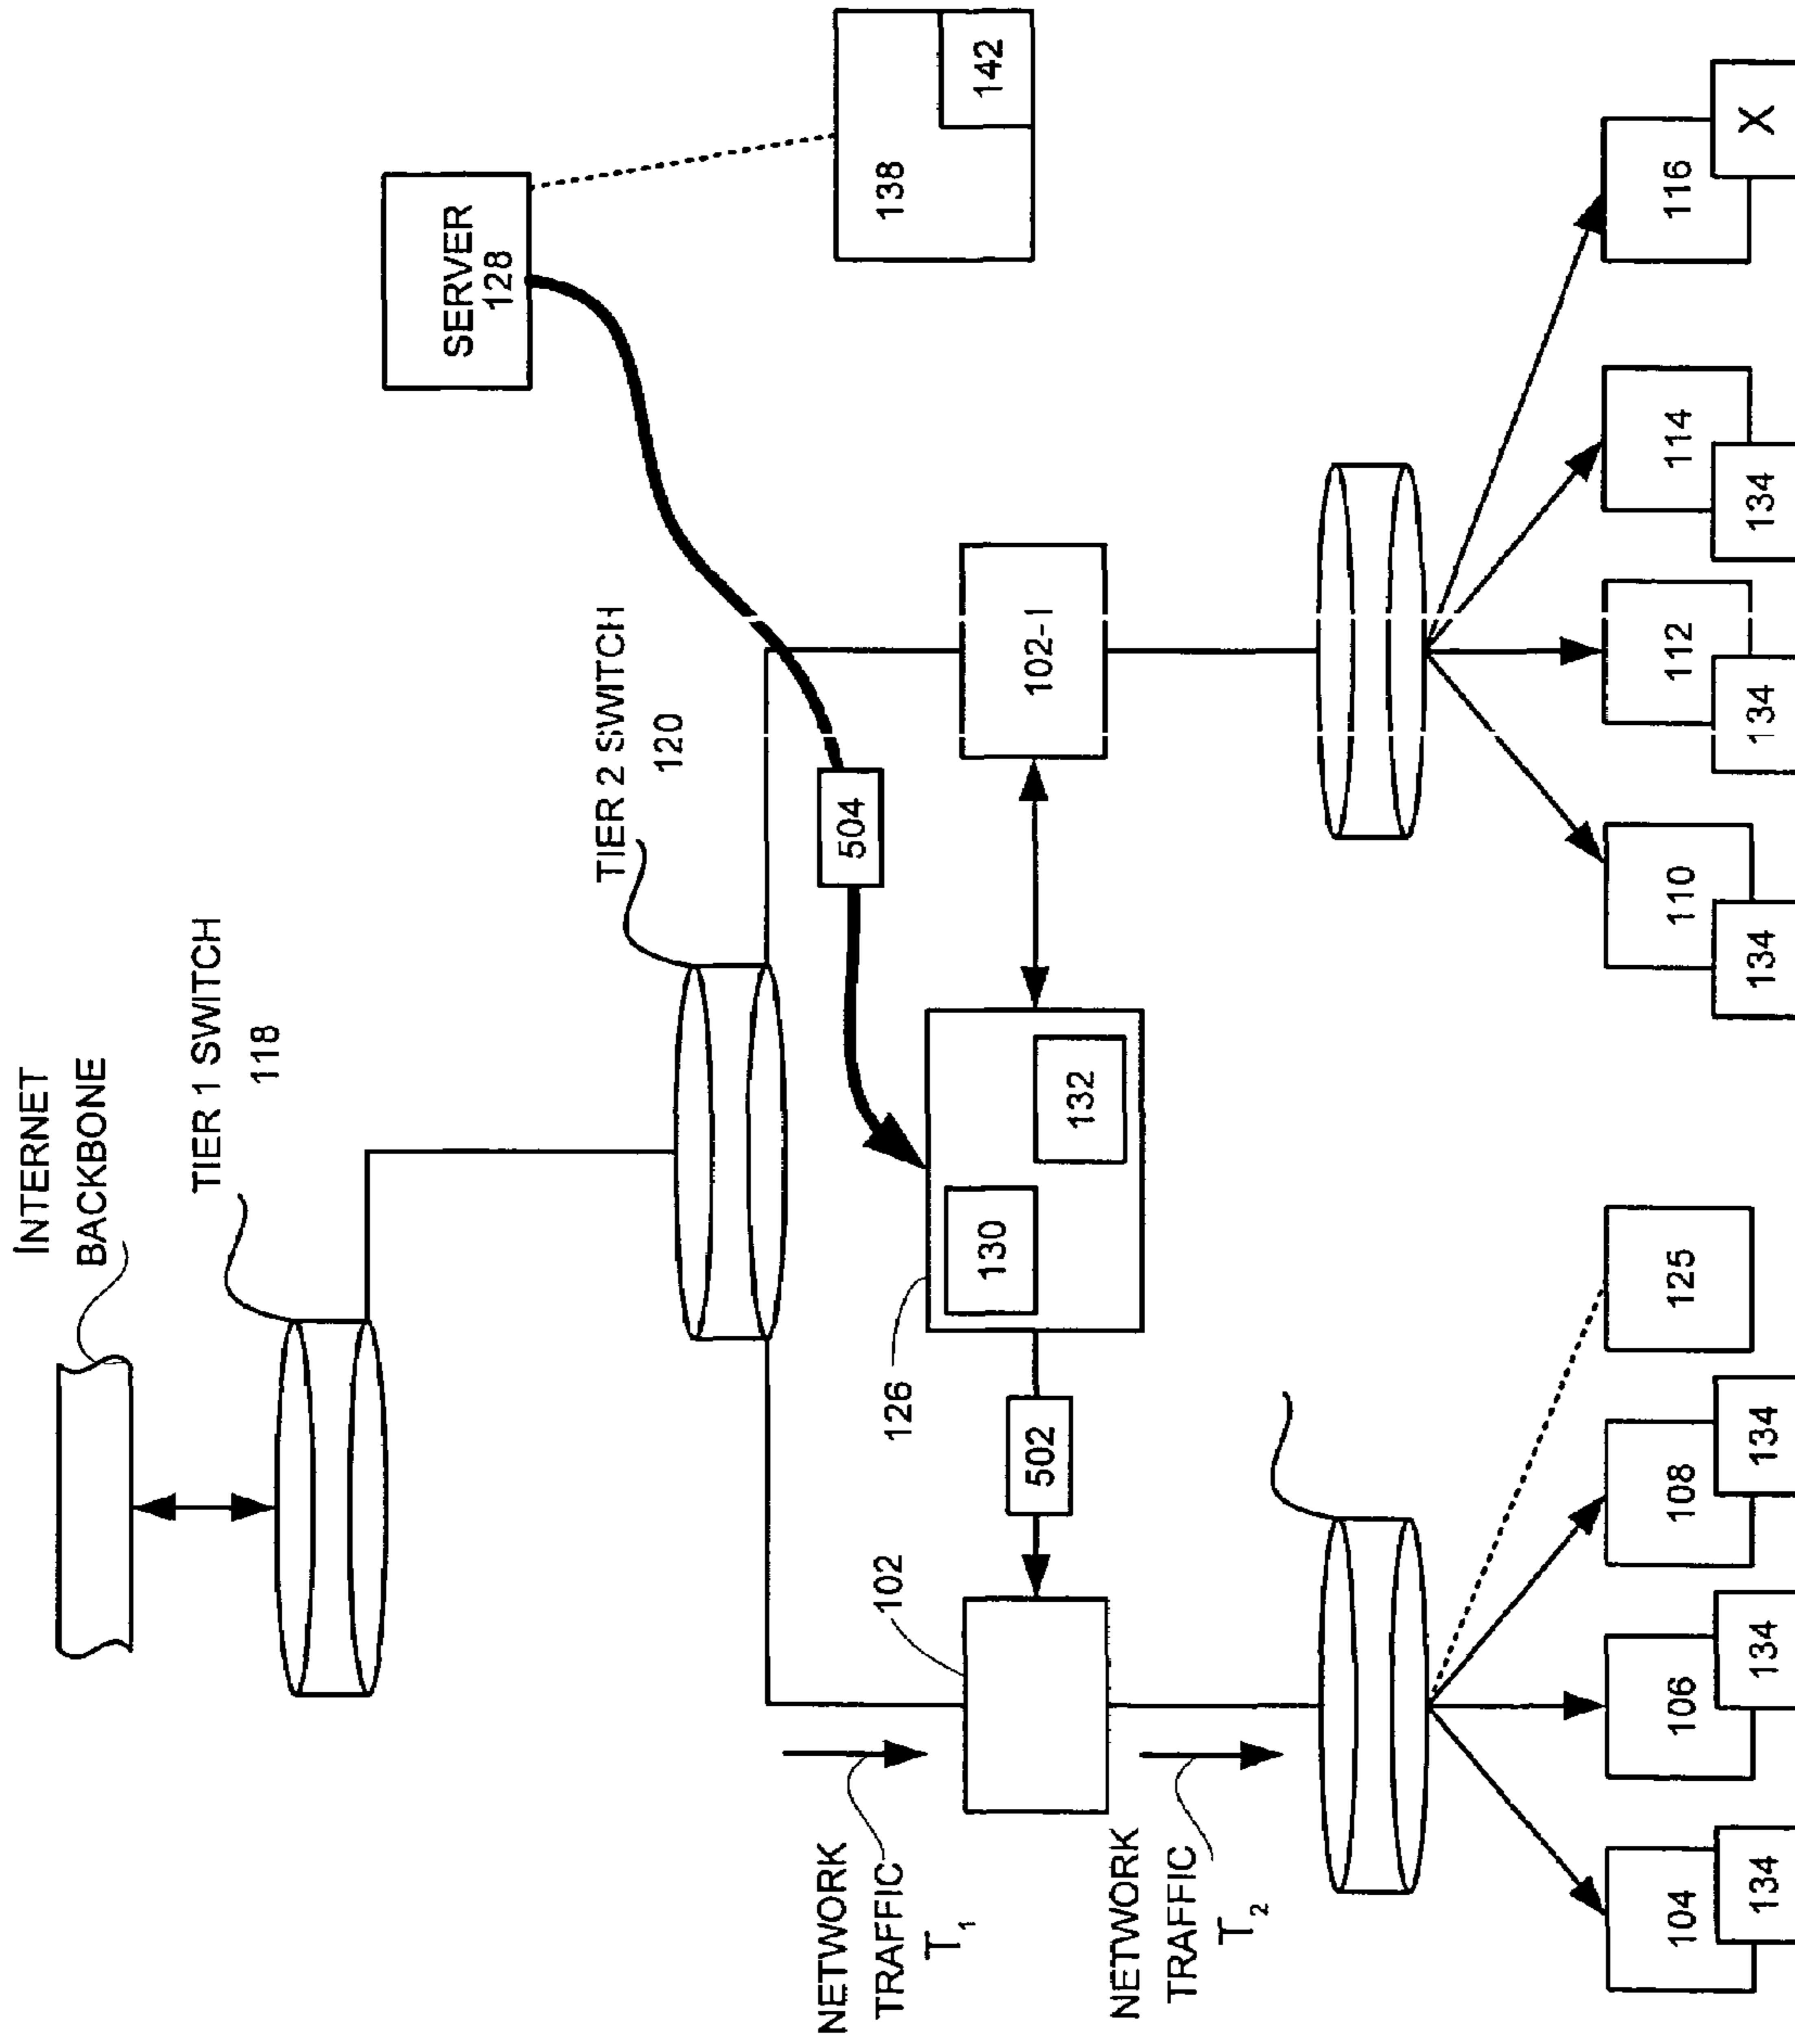 INTERNET
BACKBONE
TIER 1 SWITCH
118
TIER 2 SWITCH
120
SERVER
128
138
142
504
126
130
132
502
102
102-1
NETWORK
TRAFFIC
T1
NETWORK
TRAFFIC
T2
104
134
106
134
108
134
125
110
134
112
134
114
134
116
X